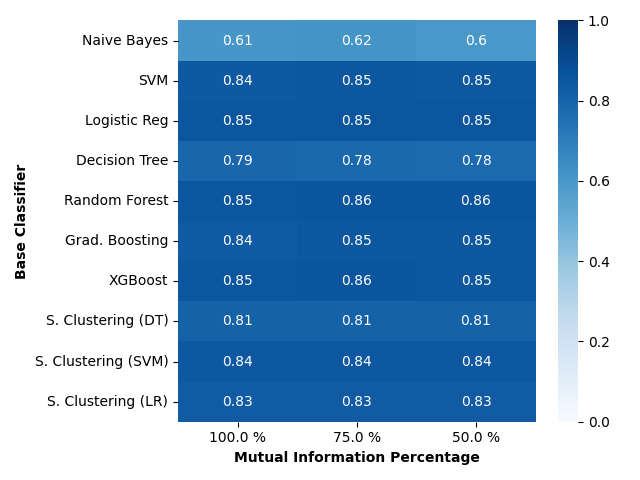 Naive Bayes 0.61 0.62 0.6
SVM 0.84 0.85 0.85
Logistic Reg 0.85 0.85 0.85
Decision Tree 0.79 0.78 0.78
Random Forest 0.85 0.86 0.86
Grad. Boosting 0.84 0.85 0.85
XGBoost 0.85 0.86 0.85
S. Clustering (DT) 0.81 0.81 0.81
S. Clustering (SVM) 0.84 0.84 0.84
S. Clustering (LR) 0.83 0.83 0.83
100.0 % 75.0 % 50.0 %
Mutual Information Percentage
Base Classifier
1.0
0.8
0.6
0.4
0.2
0.0